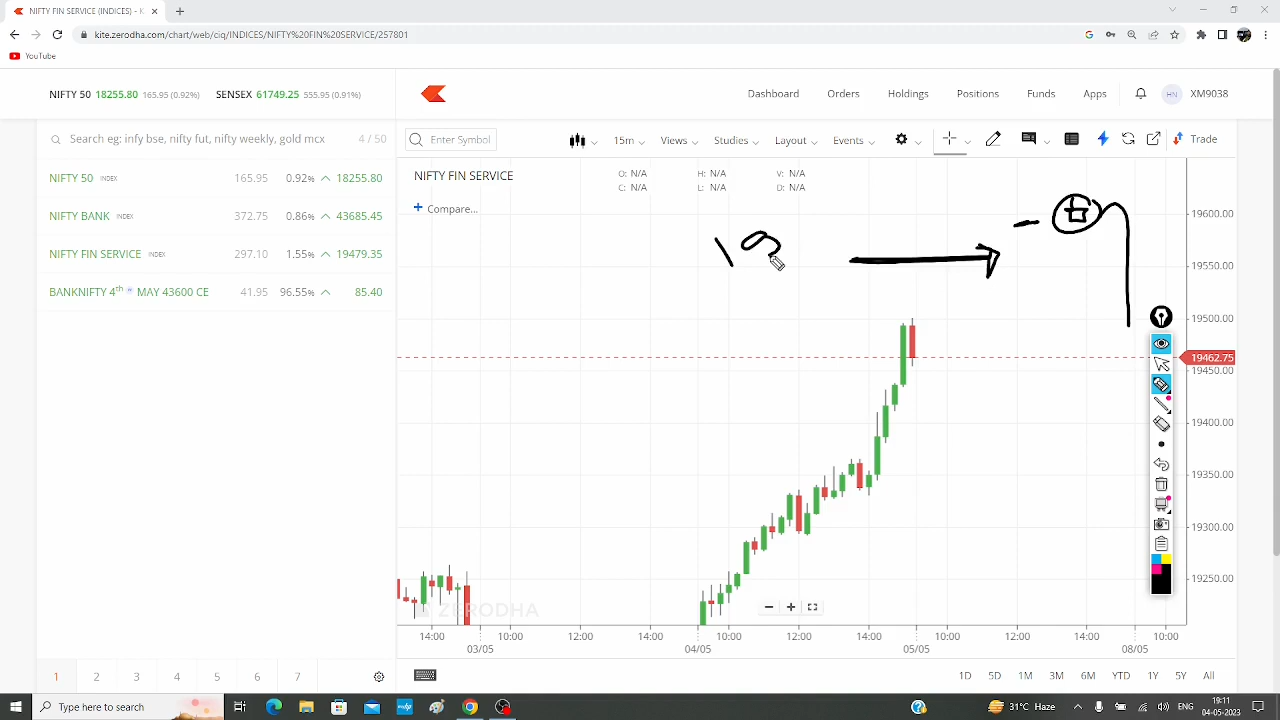 NIFTY FIN SERVICE (INDICES) - K
kite.zerodha.com/chart/web/ciq/INDICES/NIFTY%20FIN%20SERVICE/257801
YouTube
NIFTY 50 18255.80 165.95 (0.92%) SENSEX 61749.25 555.95 (0.91%)
Dashboard Orders Holdings Positions Funds Apps HN XM9038
Search eg: infy bse, nifty fut, nifty weekly, gold mcx 4 / 50
Enter Symbol 15m Views Studies Layout Events Trade
NIFTY 50 INDEX 165.95 0.92% 18255.80
NIFTY BANK INDEX 372.75 0.86% 43685.45
NIFTY FIN SERVICE INDEX 297.10 1.55% 19479.35
BANKNIFTY 4th w MAY 43600 CE 41.95 96.55% 85.40
NIFTY FIN SERVICE
O: N/A H: N/A V: N/A
C: N/A L: N/A D: N/A
+ Compare...
19600.00
19550.00
19500.00
19462.75
19450.00
19400.00
19350.00
19300.00
19250.00
ZERODHA
14:00 10:00 12:00 14:00 10:00 12:00 14:00 10:00 12:00 14:00 10:00
03/05 04/05 05/05 08/05
1 2 3 4 5 6 7
1D 5D 1M 3M 6M YTD 1Y 5Y All
Type here to search
31°C
ENG
19:11
04-05-2023